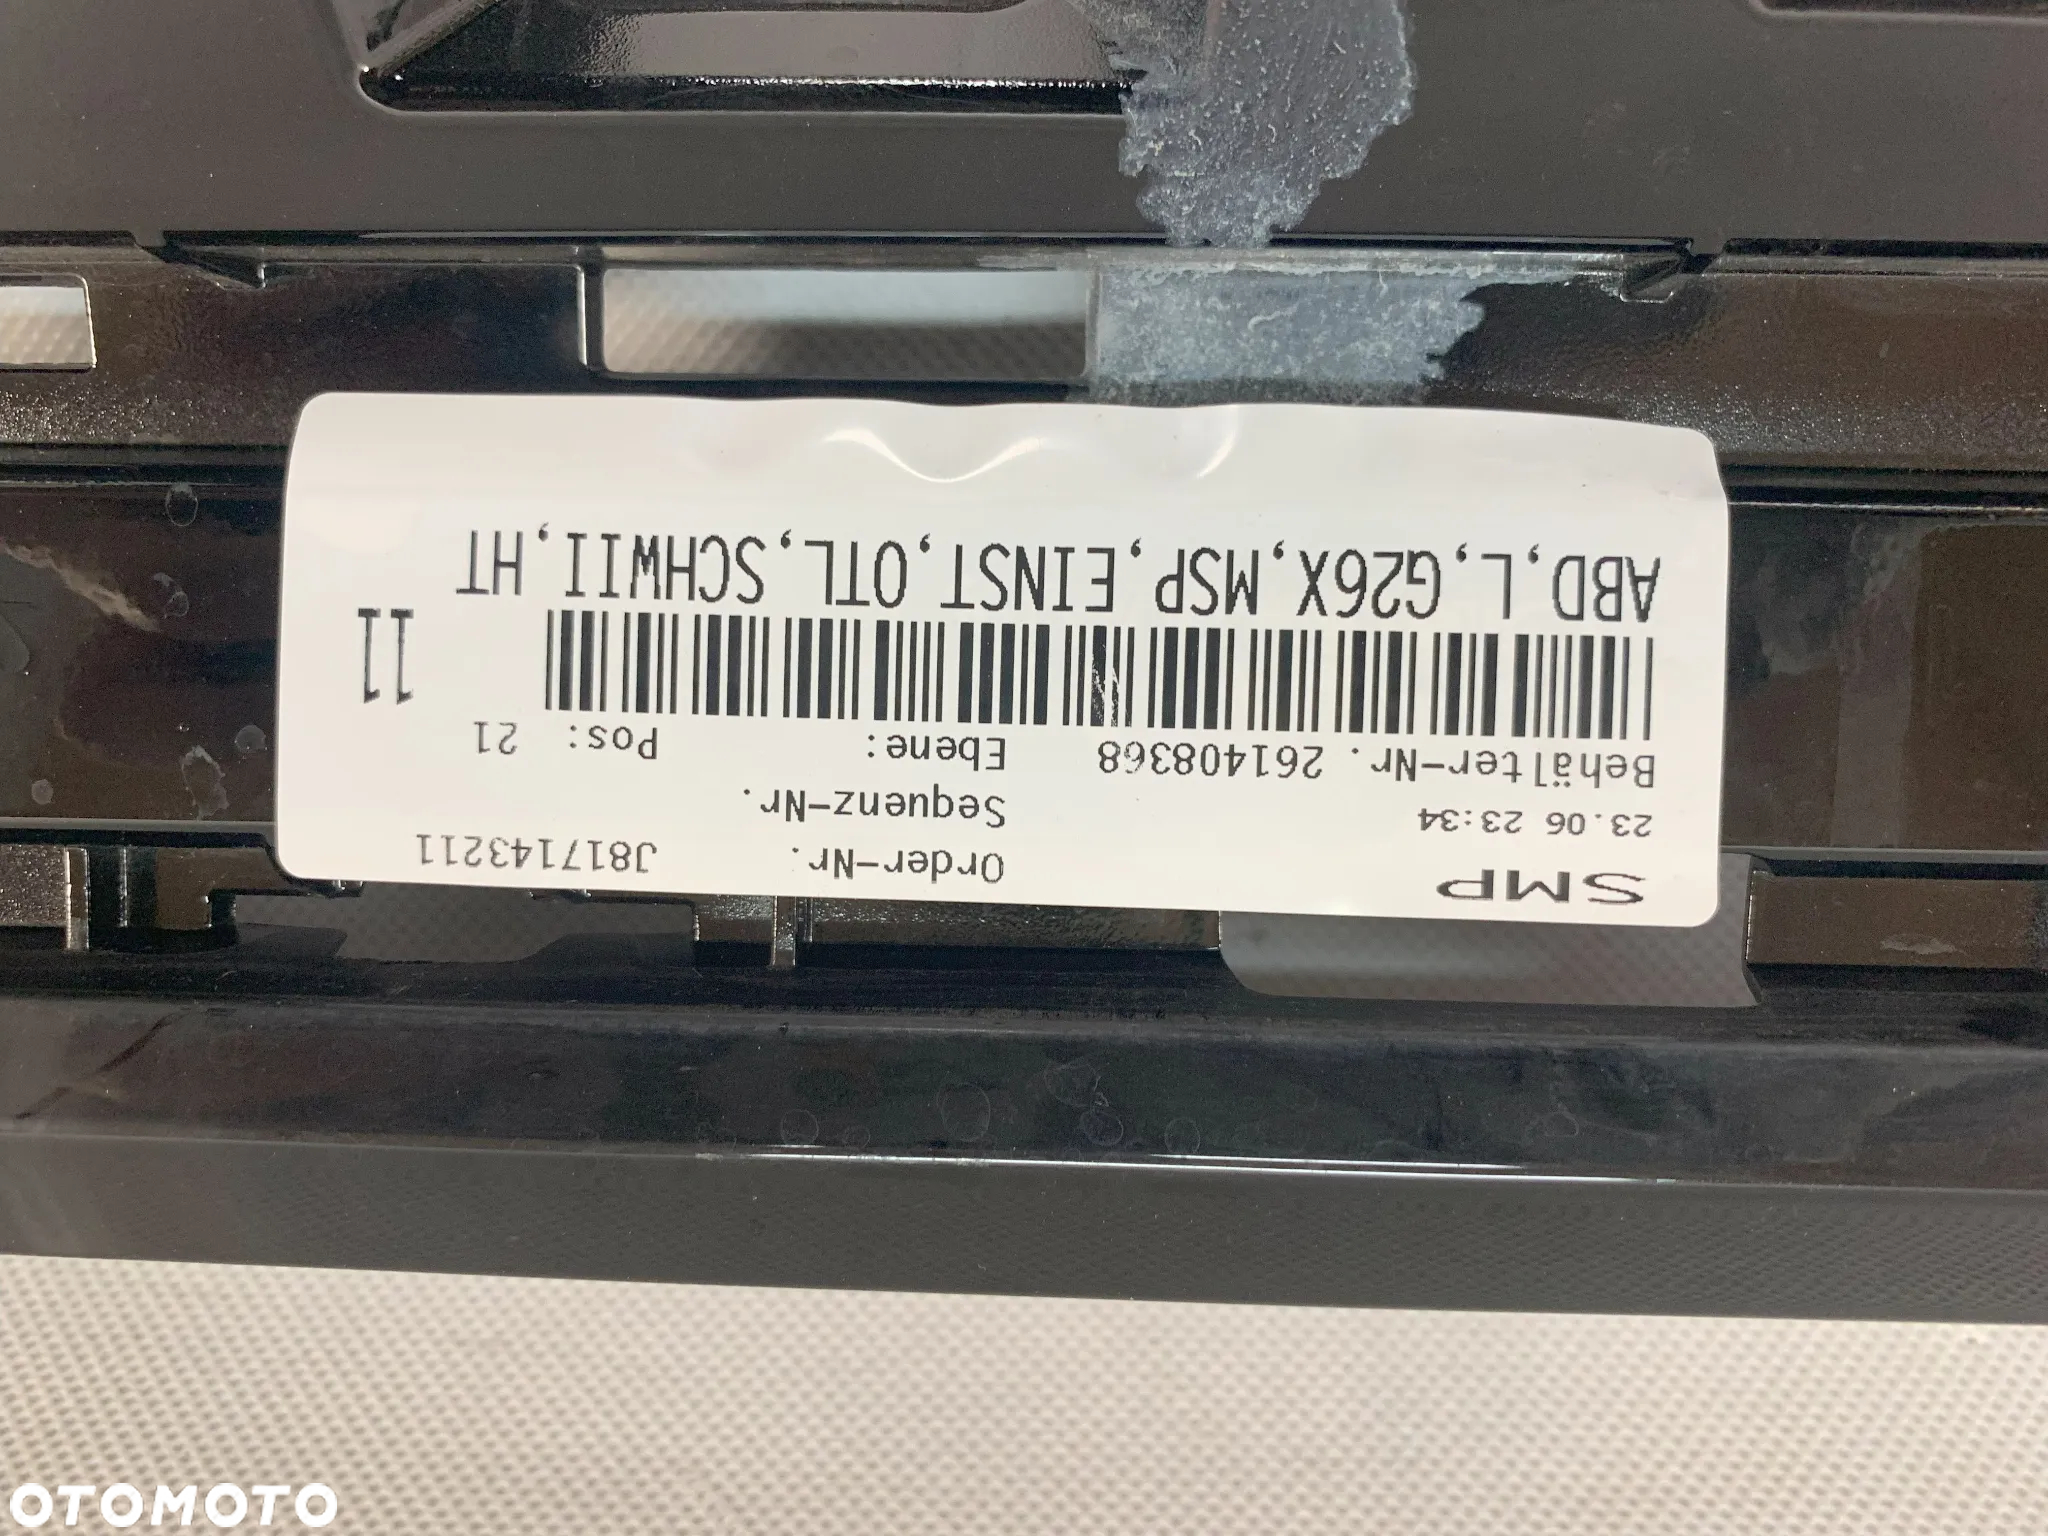 SMP
Order-Nr. J817143211
23.06 23:34
Sequenz-Nr.
Behälter-Nr. 261408368 Ebene: Pos: 21
11
ABD,L,G26X,MSP,EINST,OTL,SCHWII,HT
OTOMOTO